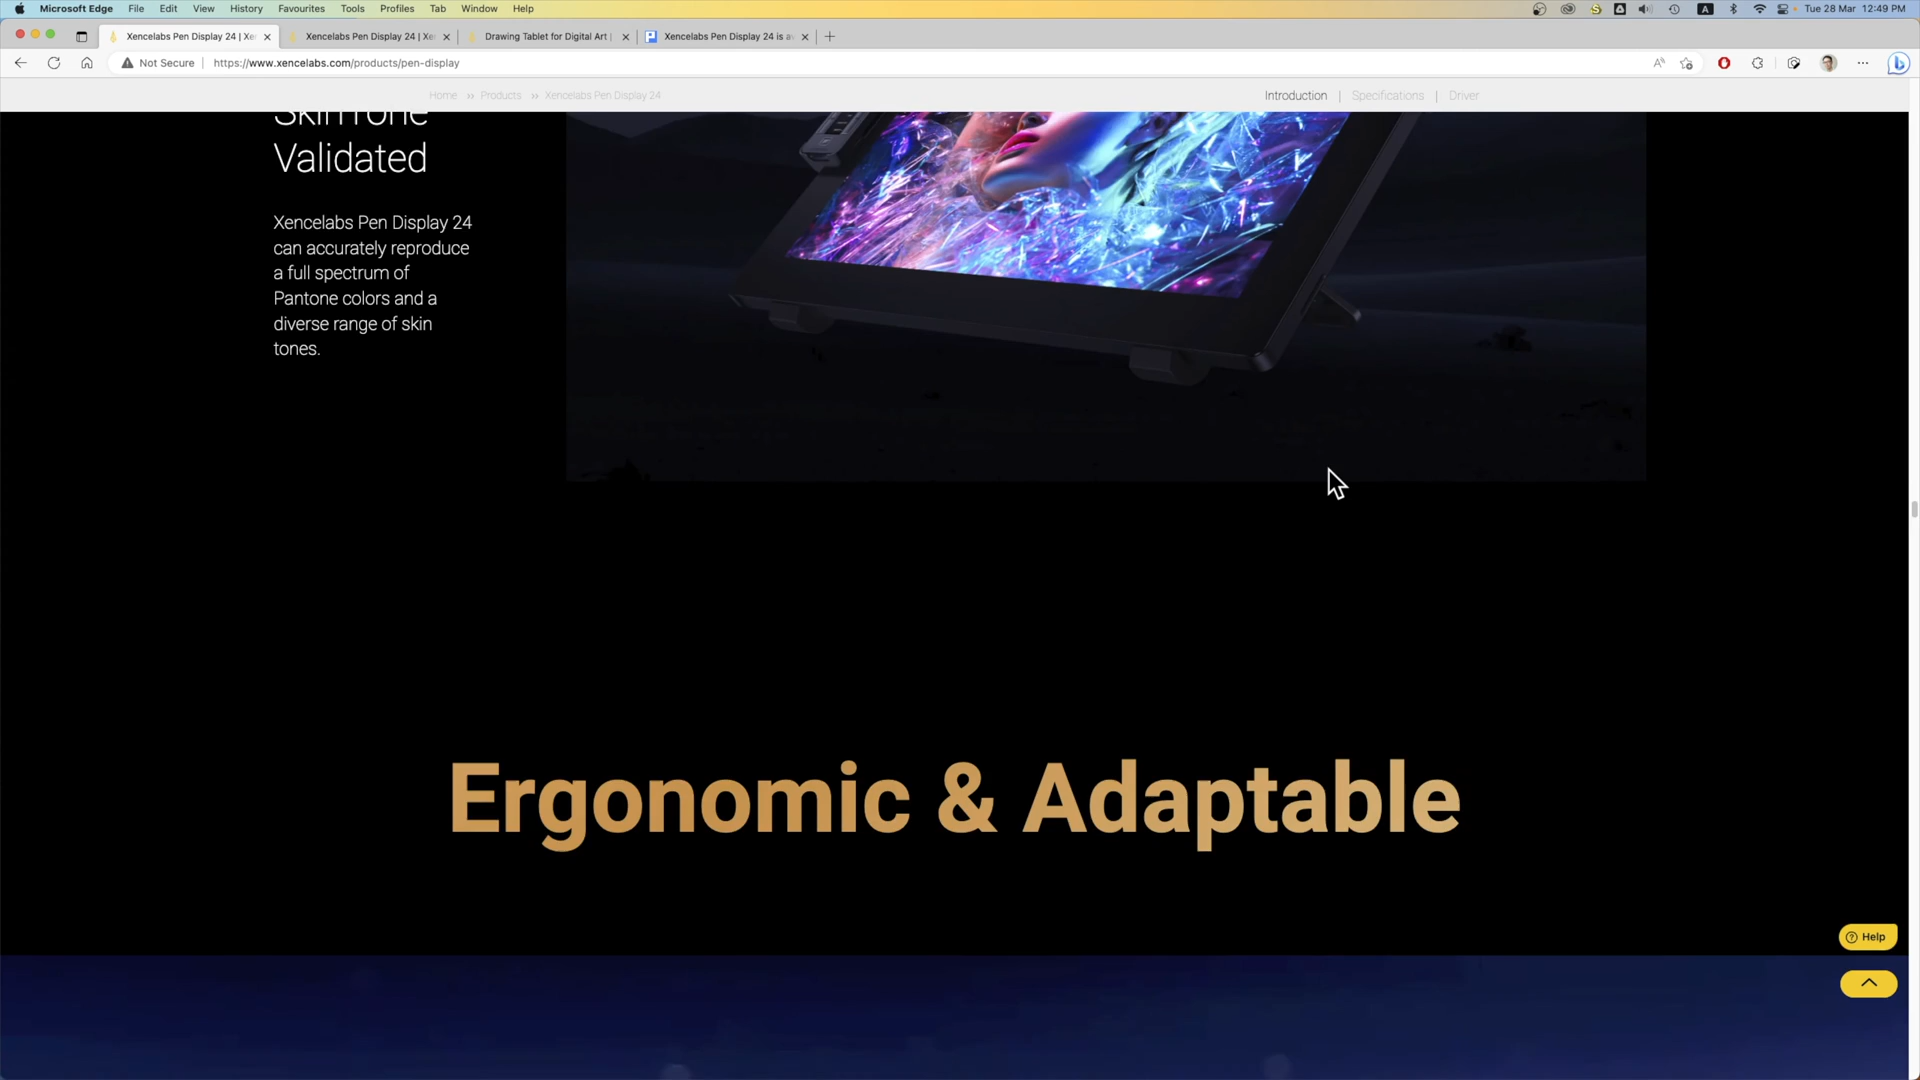 Microsoft Edge File Edit View History Favourites Tools Profiles Tab Window Help
A Tue 28 Mar 12:49 PM
Xencelabs Pen Display 24 | Xe
Xencelabs Pen Display 24 | Xe
Drawing Tablet for Digital Art |
Xencelabs Pen Display 24 is
Not Secure https://www.xencelabs.com/products/pen-display
Home » Products » Xencelabs Pen Display 24
Introduction | Specifications | Driver
SkinTone
Validated
Xencelabs Pen Display 24
can accurately reproduce
a full spectrum of
Pantone colors and a
diverse range of skin
tones.
Ergonomic & Adaptable
Help